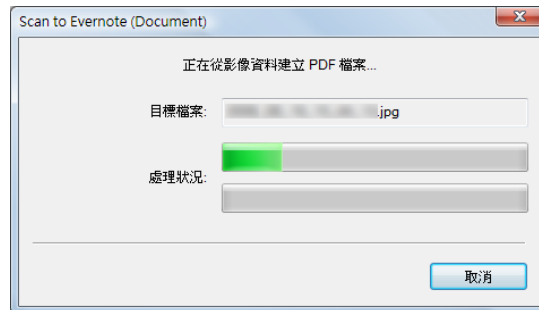 Scan to Evernote (Document)
正在從影像資料建立 PDF 檔案...
目標檔案: .jpg
處理狀況:
取消